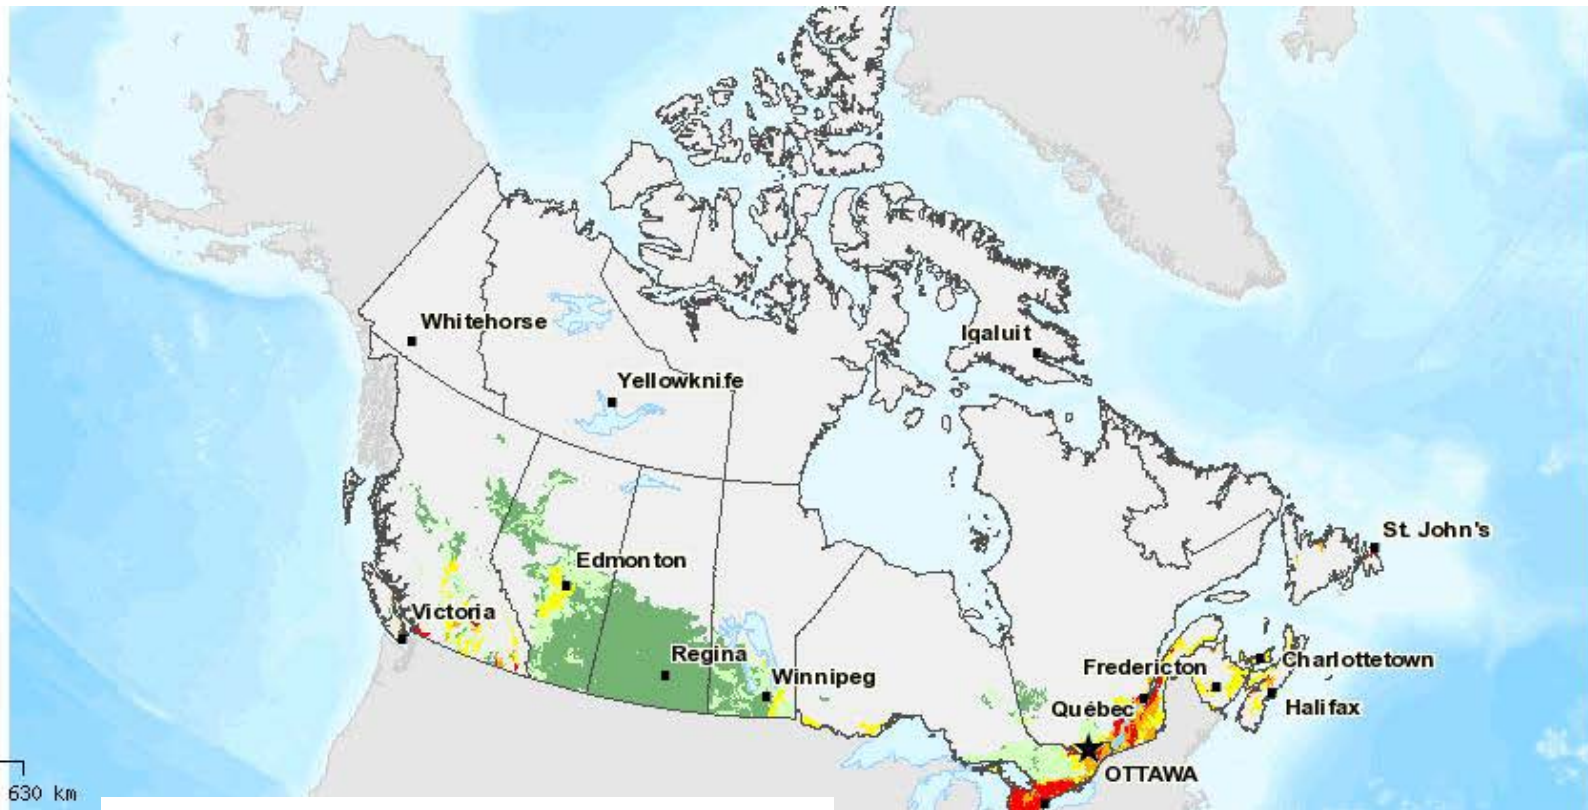 Whitehorse
Iqaluit
Yellowknife
St. John's
Edmonton
Victoria
Regina
Fredericton
Charlottetown
Winnipeg
Québec
Halifax
OTTAWA
630 km